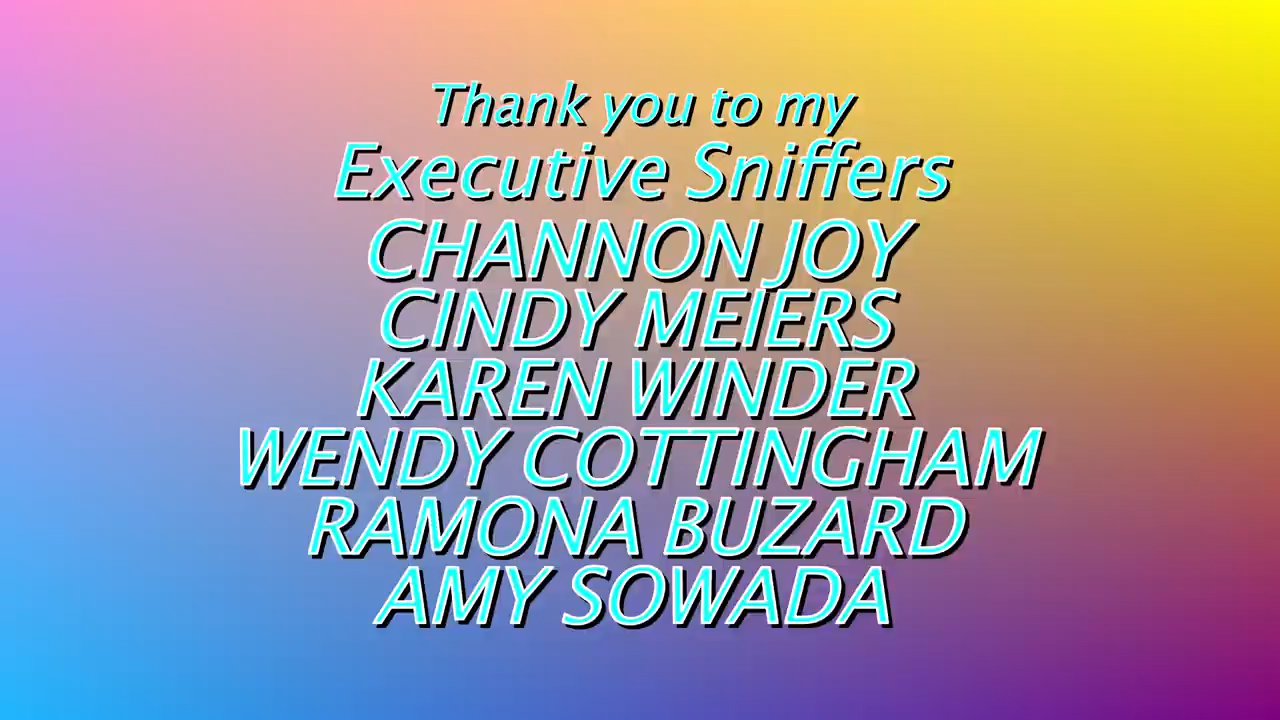 Thank you to my
Executive Sniffers
CHANNON JOY
CINDY MEIERS
KAREN WINDER
WENDY COTTINGHAM
RAMONA BUZARD
AMY SOWADA